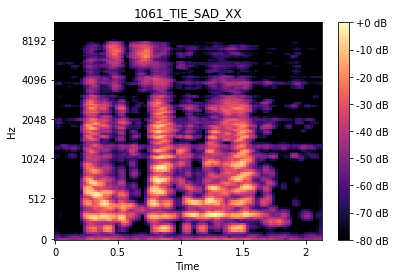 1061_TIE_SAD_XX
Hz
8192
4096
2048
1024
512
0
0
0.5
1
1.5
2
Time
+0 dB
-10 dB
-20 dB
-30 dB
-40 dB
-50 dB
-60 dB
-70 dB
-80 dB